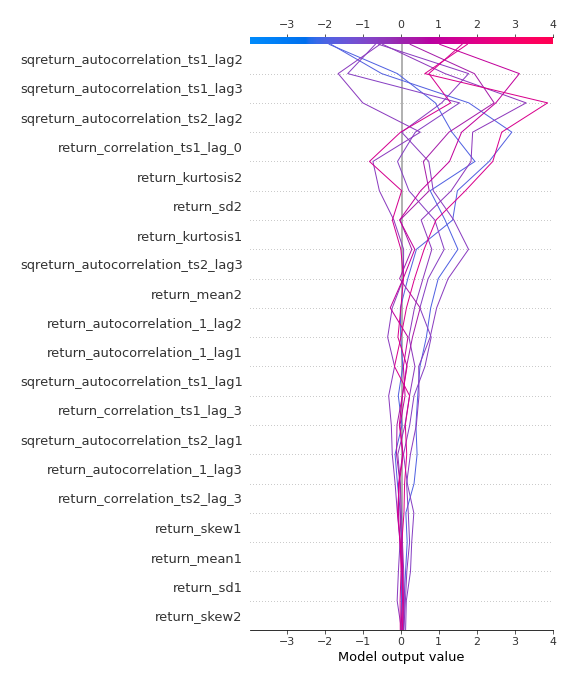 −3 −2 −1 0 1 2 3 4
sqreturn_autocorrelation_ts1_lag2
sqreturn_autocorrelation_ts1_lag3
sqreturn_autocorrelation_ts2_lag2
return_correlation_ts1_lag_0
return_kurtosis2
return_sd2
return_kurtosis1
sqreturn_autocorrelation_ts2_lag3
return_mean2
return_autocorrelation_1_lag2
return_autocorrelation_1_lag1
sqreturn_autocorrelation_ts1_lag1
return_correlation_ts1_lag_3
sqreturn_autocorrelation_ts2_lag1
return_autocorrelation_1_lag3
return_correlation_ts2_lag_3
return_skew1
return_mean1
return_sd1
return_skew2
−3 −2 −1 0 1 2 3 4
Model output value